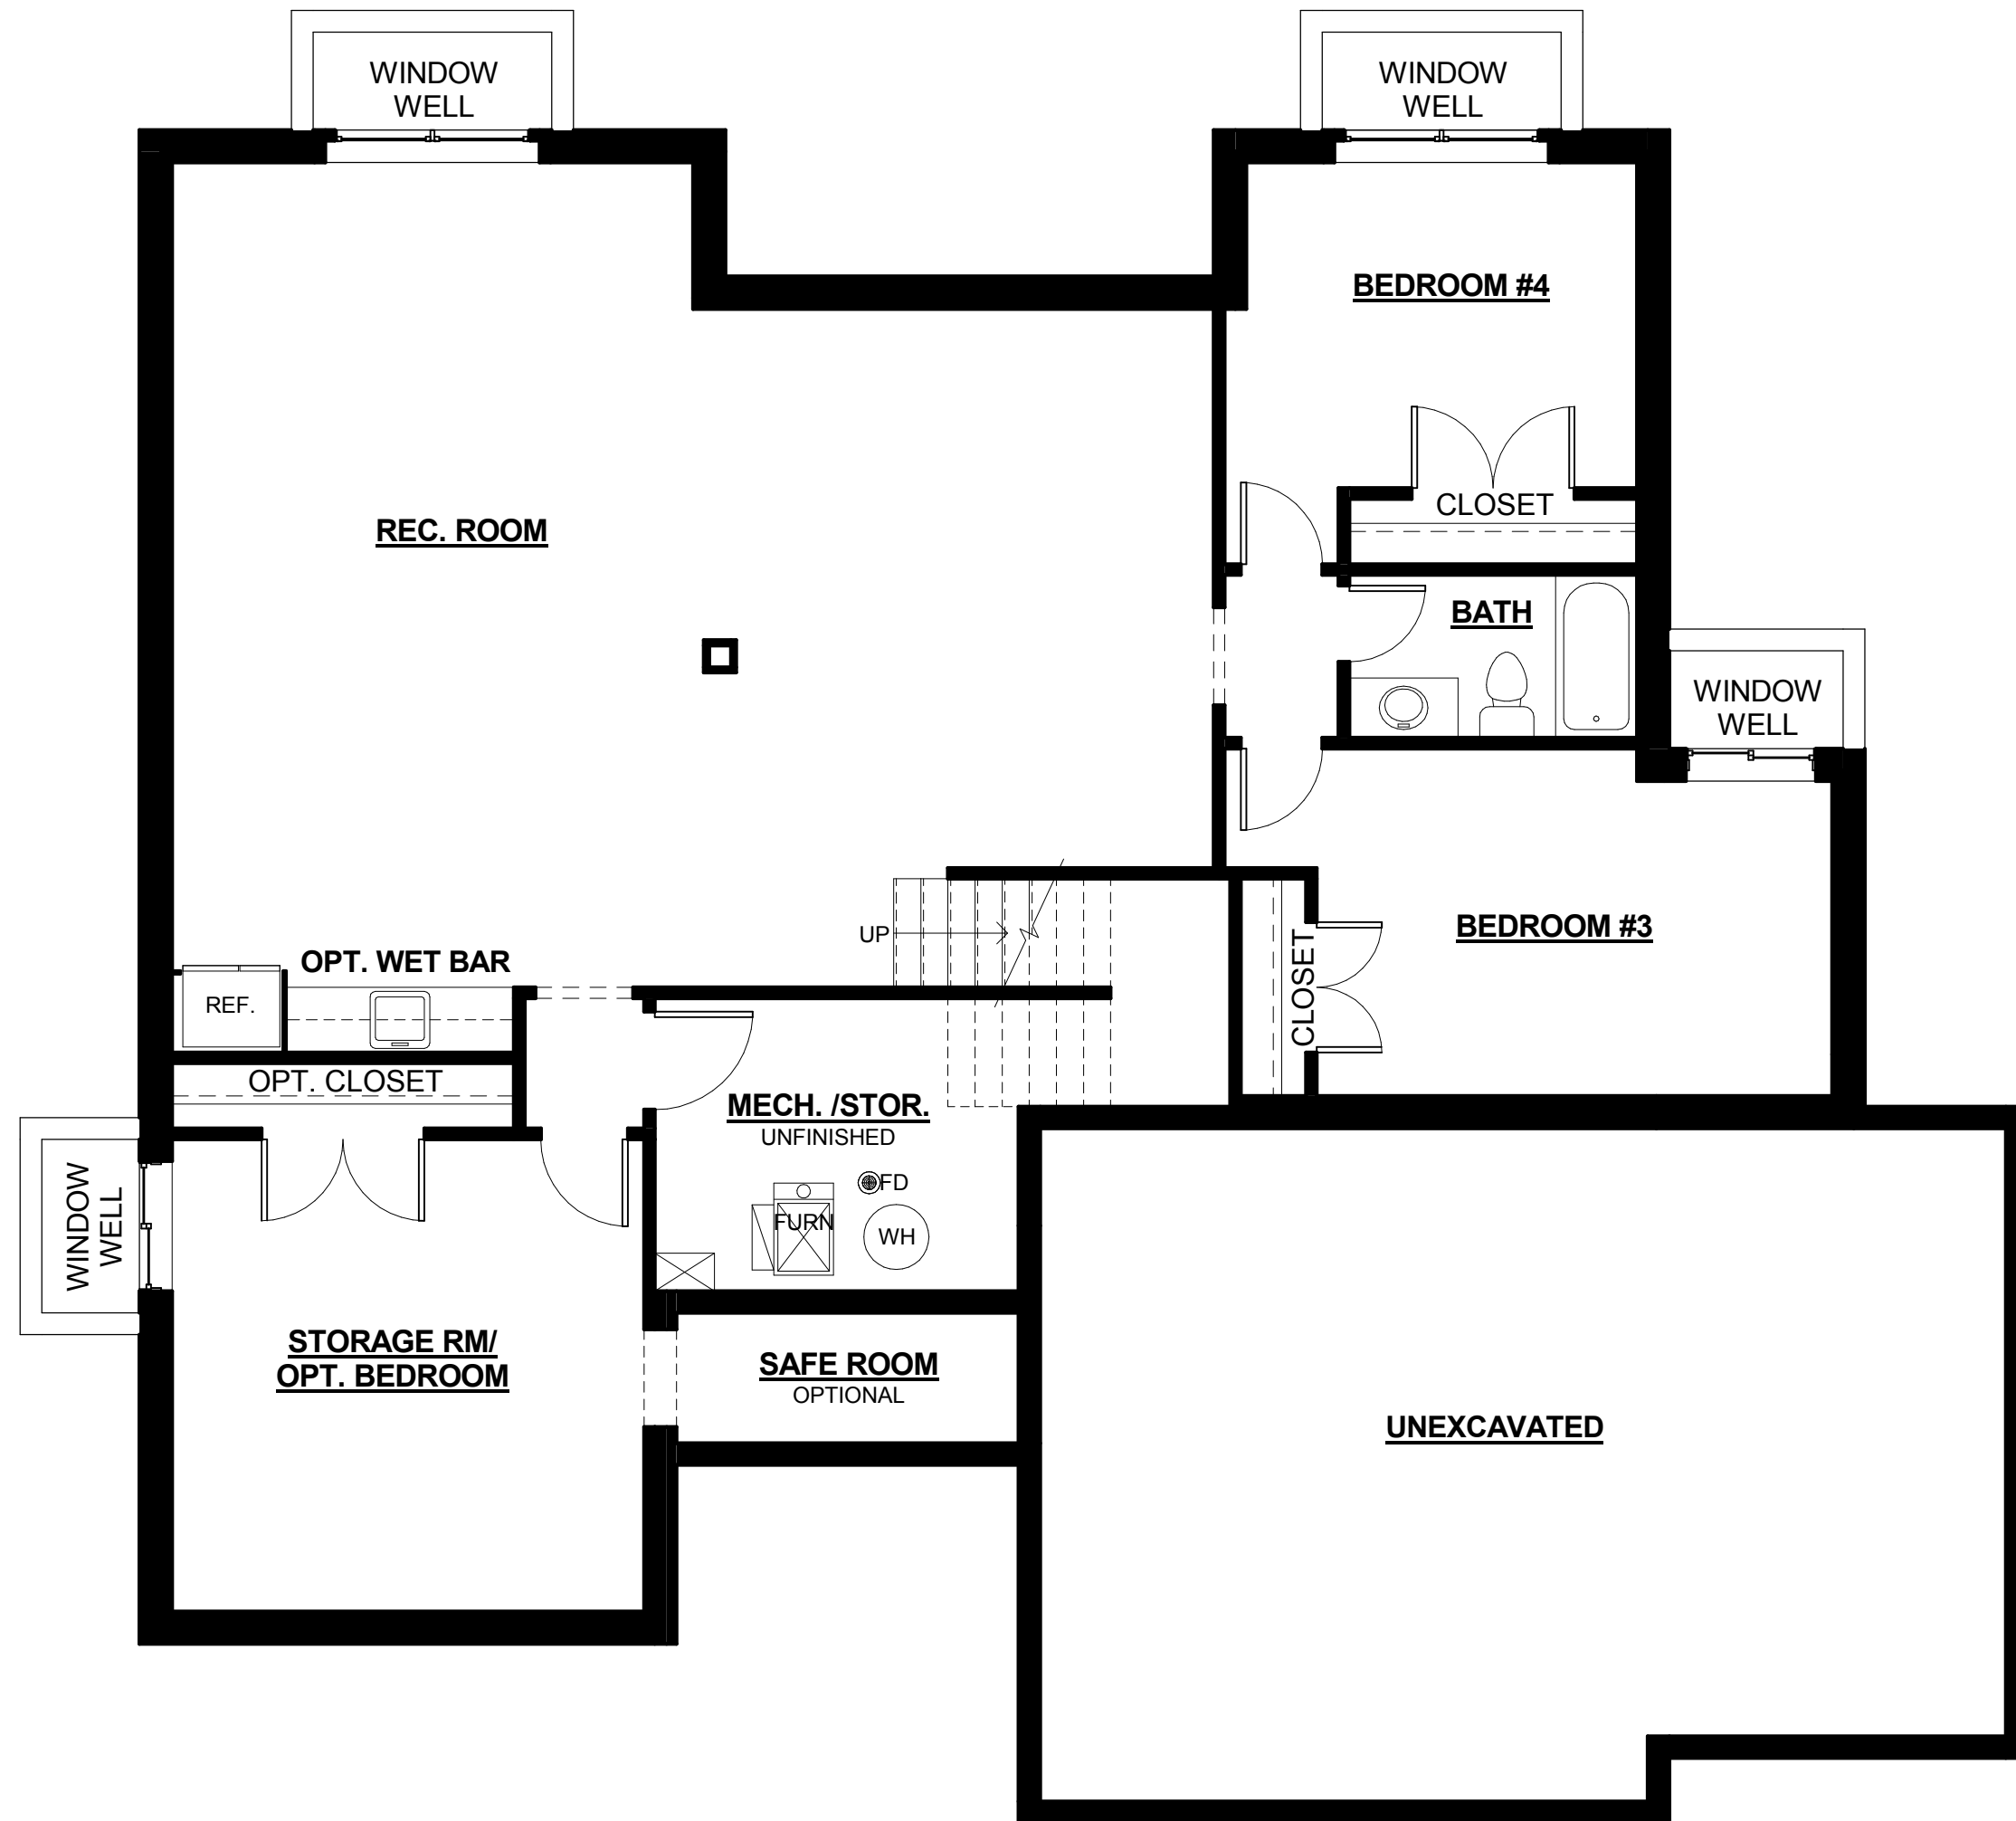 WINDOW
WELL
WINDOW
WELL
BEDROOM #4
CLOSET
REC. ROOM
BATH
WINDOW
WELL
UP
BEDROOM #3
OPT. WET BAR
REF.
CLOSET
OPT. CLOSET
MECH. /STOR.
UNFINISHED
FD
FURN
WH
WINDOW
WELL
STORAGE RM/
OPT. BEDROOM
SAFE ROOM
OPTIONAL
UNEXCAVATED